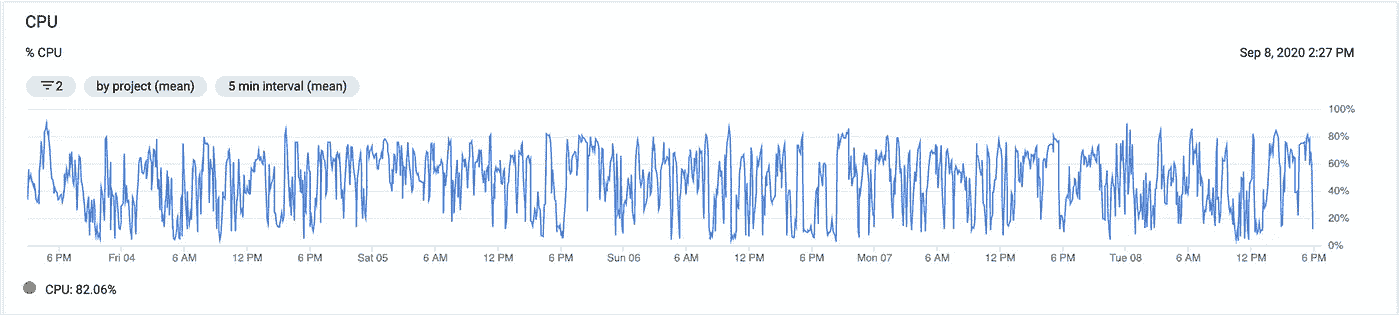 CPU
% CPU
Sep 8, 2020 2:27 PM
2
by project (mean)
5 min interval (mean)
100%
80%
60%
40%
20%
0%
6 PM Fri 04 6 AM 12 PM 6 PM Sat 05 6 AM 12 PM 6 PM Sun 06 6 AM 12 PM 6 PM Mon 07 6 AM 12 PM 6 PM Tue 08 6 AM 12 PM 6 PM
CPU: 82.06%